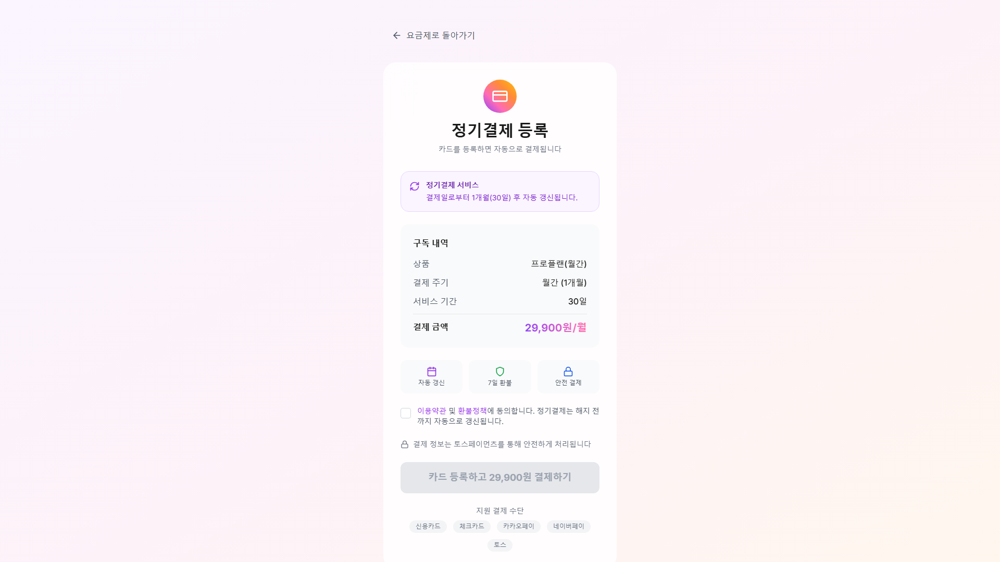 요금제로 돌아가기
정기결제 등록
카드를 등록하면 자동으로 결제됩니다
정기결제 서비스
결제일로부터 1개월(30일) 후 자동 갱신됩니다.
구독 내역
상품 프로플랜(월간)
결제 주기 월간 (1개월)
서비스 기간 30일
결제 금액 29,900원/월
자동 갱신 7일 환불 안전 결제
이용약관 및 환불정책에 동의합니다. 정기결제는 해지 전
까지 자동으로 갱신됩니다.
결제 정보는 토스페이먼츠를 통해 안전하게 처리됩니다
카드 등록하고 29,900원 결제하기
지원 결제 수단
신용카드 체크카드 카카오페이 네이버페이
토스